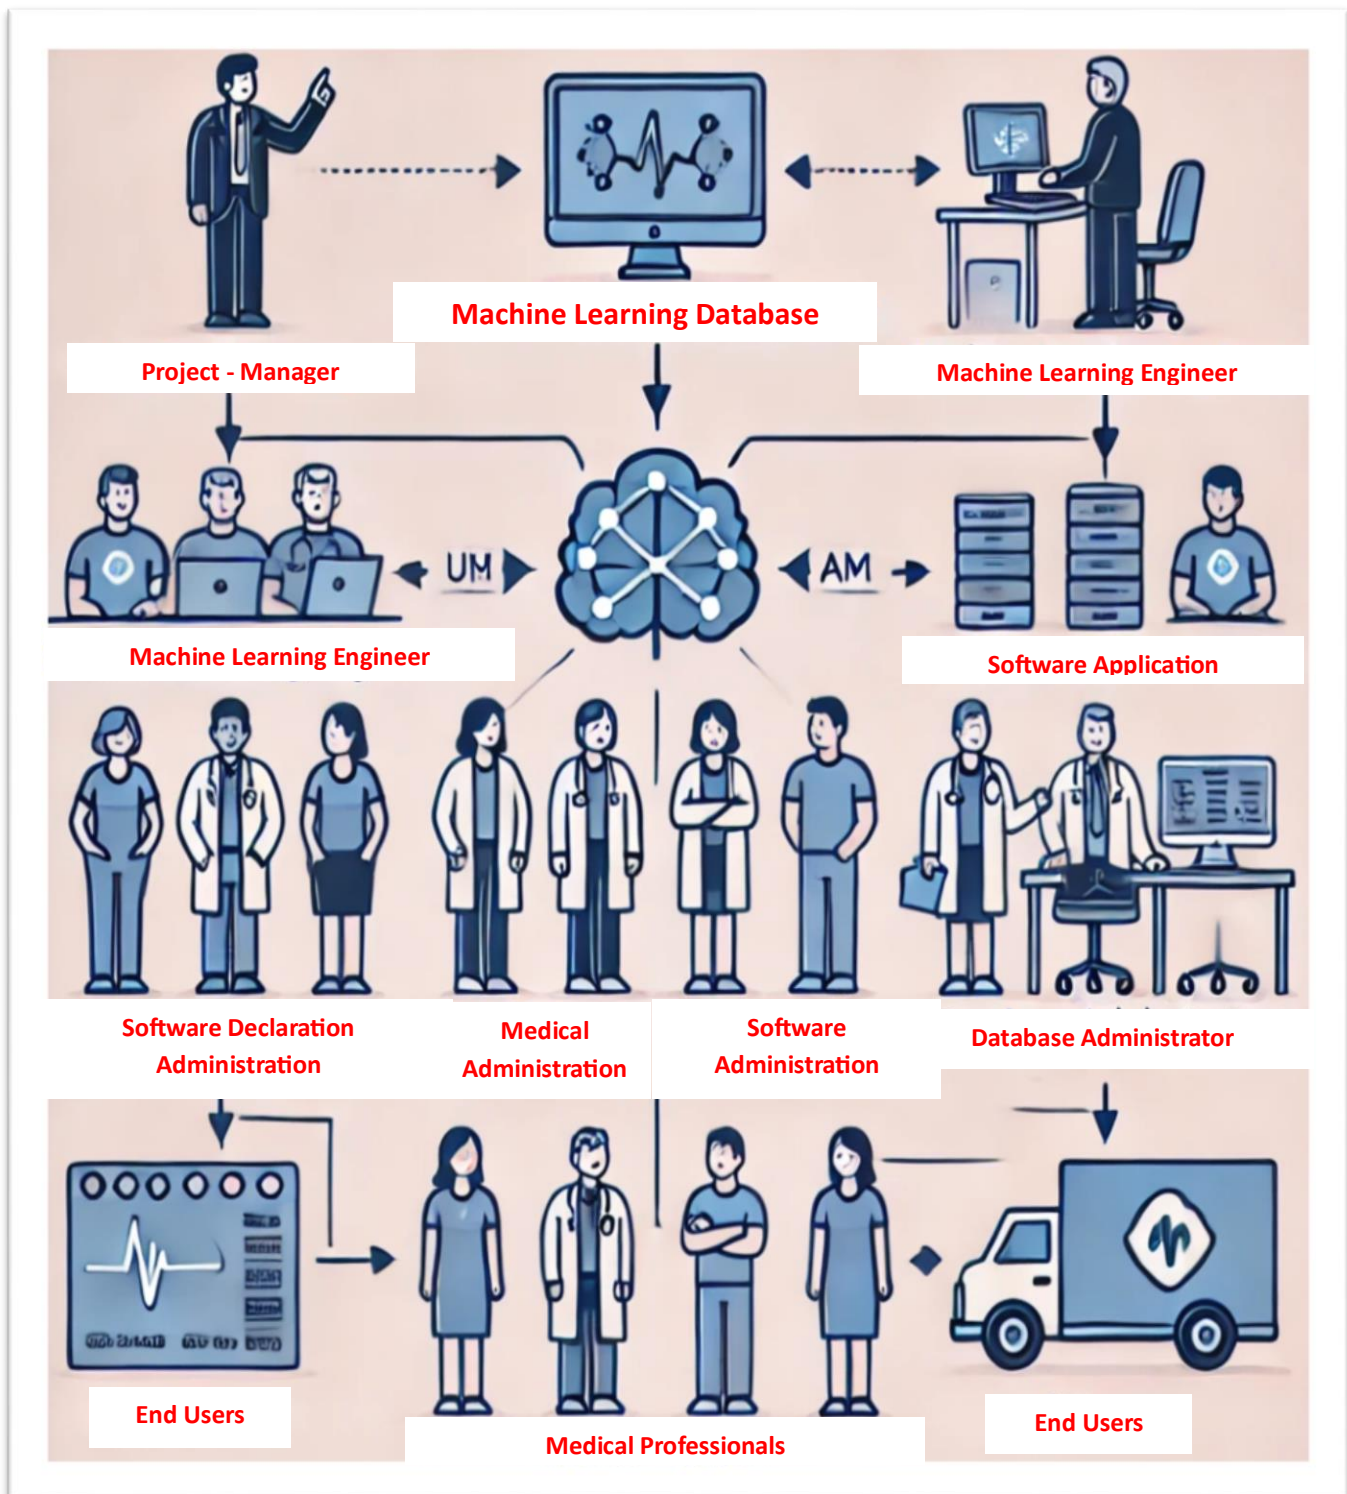 Machine Learning Database
Project - Manager
Machine Learning Engineer
UM
AM
Machine Learning Engineer
Software Application
Software Declaration
Administration
Medical
Administration
Software
Administration
Database Administrator
End Users
Medical Professionals
End Users